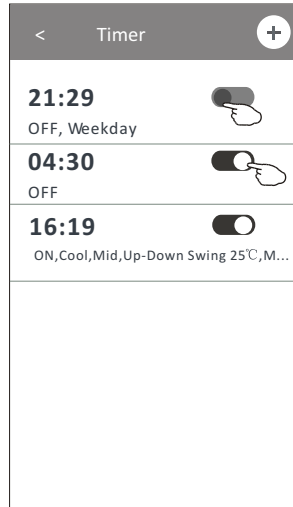 < Timer +
21:29
OFF, Weekday
04:30
OFF
16:19
ON,Cool,Mid,Up-Down Swing 25℃,M...